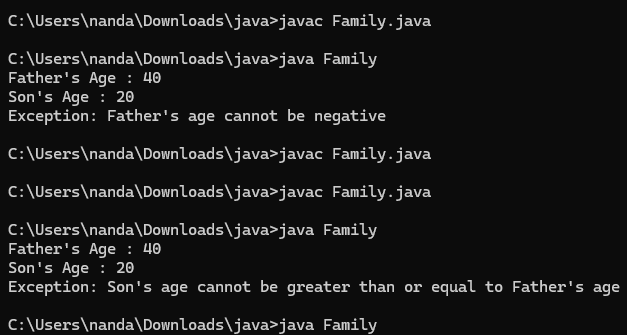 C:\Users\nanda\Downloads\java>javac Family.java
C:\Users\nanda\Downloads\java>java Family
Father's Age : 40
Son's Age : 20
Exception: Father's age cannot be negative
C:\Users\nanda\Downloads\java>javac Family.java
C:\Users\nanda\Downloads\java>javac Family.java
C:\Users\nanda\Downloads\java>java Family
Father's Age : 40
Son's Age : 20
Exception: Son's age cannot be greater than or equal to Father's age
C:\Users\nanda\Downloads\java>java Family